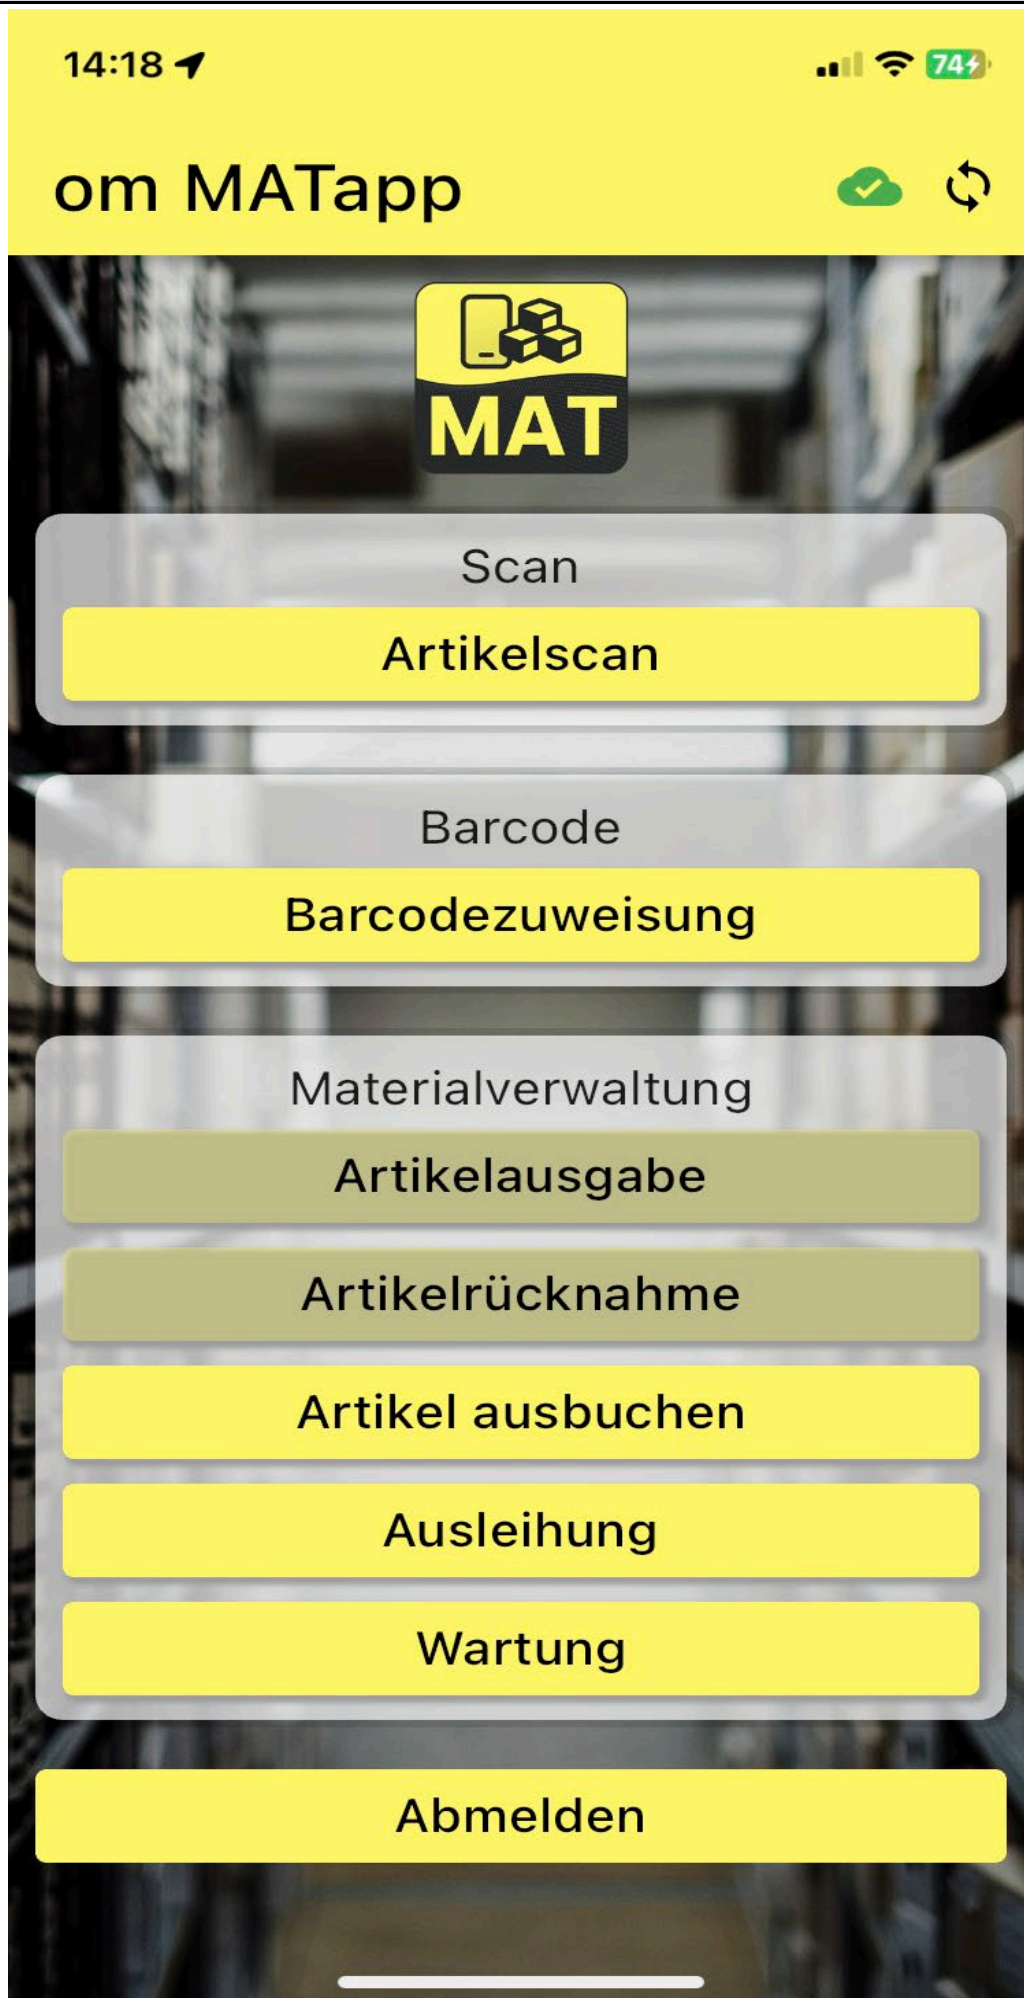 14:18
74
om MATapp
MAT
Scan
Artikelscan
Barcode
Barcodezuweisung
Materialverwaltung
Artikelausgabe
Artikelrücknahme
Artikel ausbuchen
Ausleihung
Wartung
Abmelden